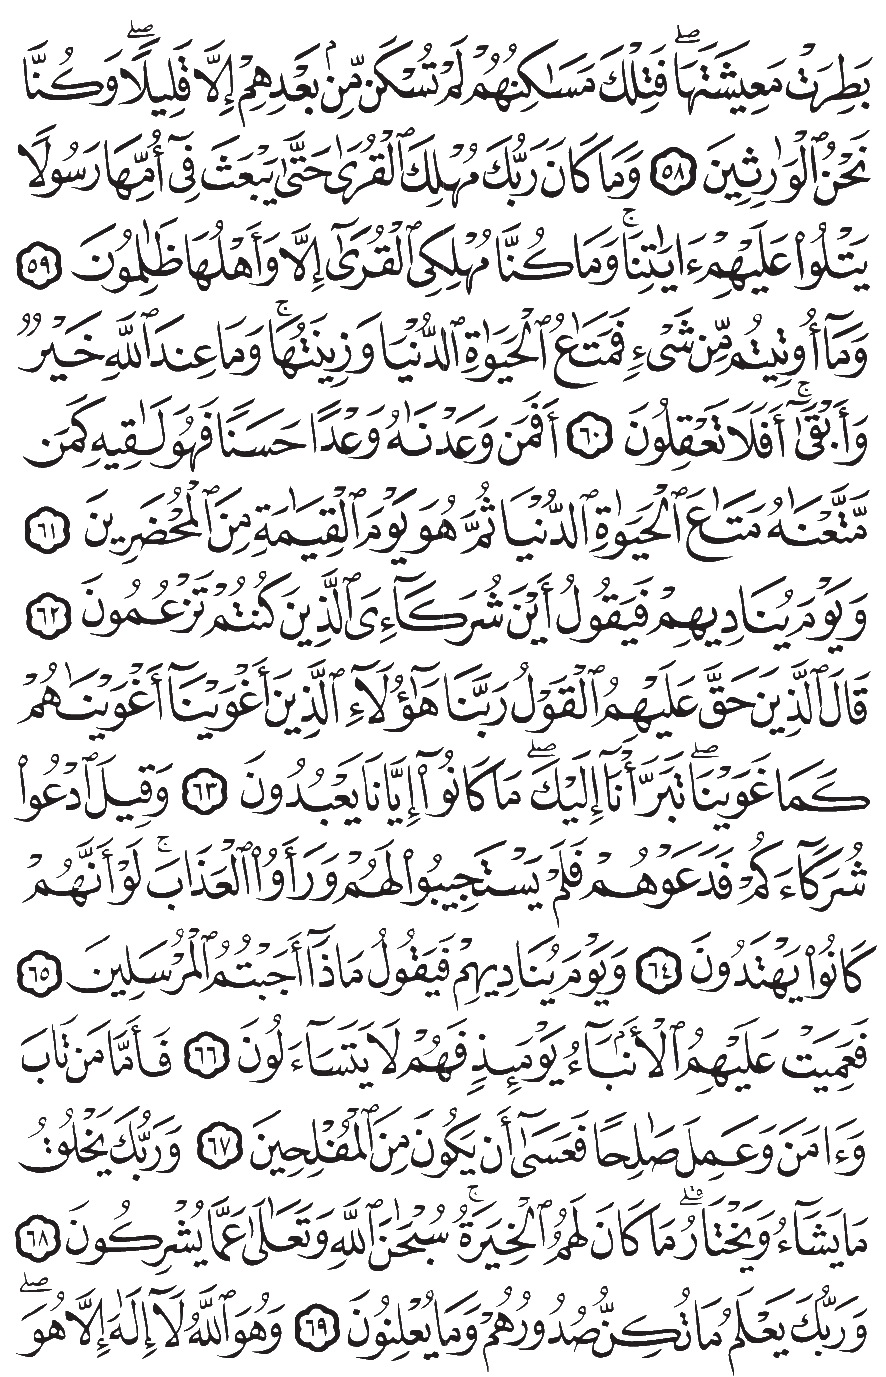 بَطِرَتْ مَعِيشَتَهَاۖ فَتِلْكَ مَسَٰكِنُهُمْ لَمْ تُسْكَن مِّنۢ بَعْدِهِمْ إِلَّا قَلِيلًاۖ وَكُنَّا
نَحْنُ ٱلْوَٰرِثِينَ ٥٨ وَمَا كَانَ رَبُّكَ مُهْلِكَ ٱلْقُرَىٰ حَتَّىٰ يَبْعَثَ فِىٓ أُمِّهَا رَسُولًا
يَتْلُوا۟ عَلَيْهِمْ ءَايَٰتِنَاۚ وَمَا كُنَّا مُهْلِكِى ٱلْقُرَىٰٓ إِلَّا وَأَهْلُهَا ظَٰلِمُونَ ٥٩
وَمَآ أُوتِيتُم مِّن شَىْءٍ فَمَتَٰعُ ٱلْحَيَوٰةِ ٱلدُّنْيَا وَزِينَتُهَاۚ وَمَا عِندَ ٱللَّهِ خَيْرٌ
وَأَبْقَىٰٓۚ أَفَلَا تَعْقِلُونَ ٦٠ أَفَمَن وَعَدْنَٰهُ وَعْدًا حَسَنًا فَهُوَ لَٰقِيهِ كَمَن
مَّتَّعْنَٰهُ مَتَٰعَ ٱلْحَيَوٰةِ ٱلدُّنْيَا ثُمَّ هُوَ يَوْمَ ٱلْقِيَٰمَةِ مِنَ ٱلْمُحْضَرِينَ ٦١
وَيَوْمَ يُنَادِيهِمْ فَيَقُولُ أَيْنَ شُرَكَآءِىَ ٱلَّذِينَ كُنتُمْ تَزْعُمُونَ ٦٢
قَالَ ٱلَّذِينَ حَقَّ عَلَيْهِمُ ٱلْقَوْلُ رَبَّنَا هَٰٓؤُلَآءِ ٱلَّذِينَ أَغْوَيْنَآ أَغْوَيْنَٰهُمْ
كَمَا غَوَيْنَاۖ تَبَرَّأْنَآ إِلَيْكَۖ مَا كَانُوٓا۟ إِيَّانَا يَعْبُدُونَ ٦٣ وَقِيلَ ٱدْعُوا۟
شُرَكَآءَكُمْ فَدَعَوْهُمْ فَلَمْ يَسْتَجِيبُوا۟ لَهُمْ وَرَأَوُا۟ ٱلْعَذَابَۚ لَوْ أَنَّهُمْ
كَانُوا۟ يَهْتَدُونَ ٦٤ وَيَوْمَ يُنَادِيهِمْ فَيَقُولُ مَاذَآ أَجَبْتُمُ ٱلْمُرْسَلِينَ ٦٥
فَعَمِيَتْ عَلَيْهِمُ ٱلْأَنۢبَآءُ يَوْمَئِذٍ فَهُمْ لَا يَتَسَآءَلُونَ ٦٦ فَأَمَّا مَن تَابَ
وَءَامَنَ وَعَمِلَ صَٰلِحًا فَعَسَىٰٓ أَن يَكُونَ مِنَ ٱلْمُفْلِحِينَ ٦٧ وَرَبُّكَ يَخْلُقُ
مَا يَشَآءُ وَيَخْتَارُۗ مَا كَانَ لَهُمُ ٱلْخِيَرَةُۚ سُبْحَٰنَ ٱللَّهِ وَتَعَٰلَىٰ عَمَّا يُشْرِكُونَ ٦٨
وَرَبُّكَ يَعْلَمُ مَا تُكِنُّ صُدُورُهُمْ وَمَا يُعْلِنُونَ ٦٩ وَهُوَ ٱللَّهُ لَآ إِلَٰهَ إِلَّا هُوَۖ